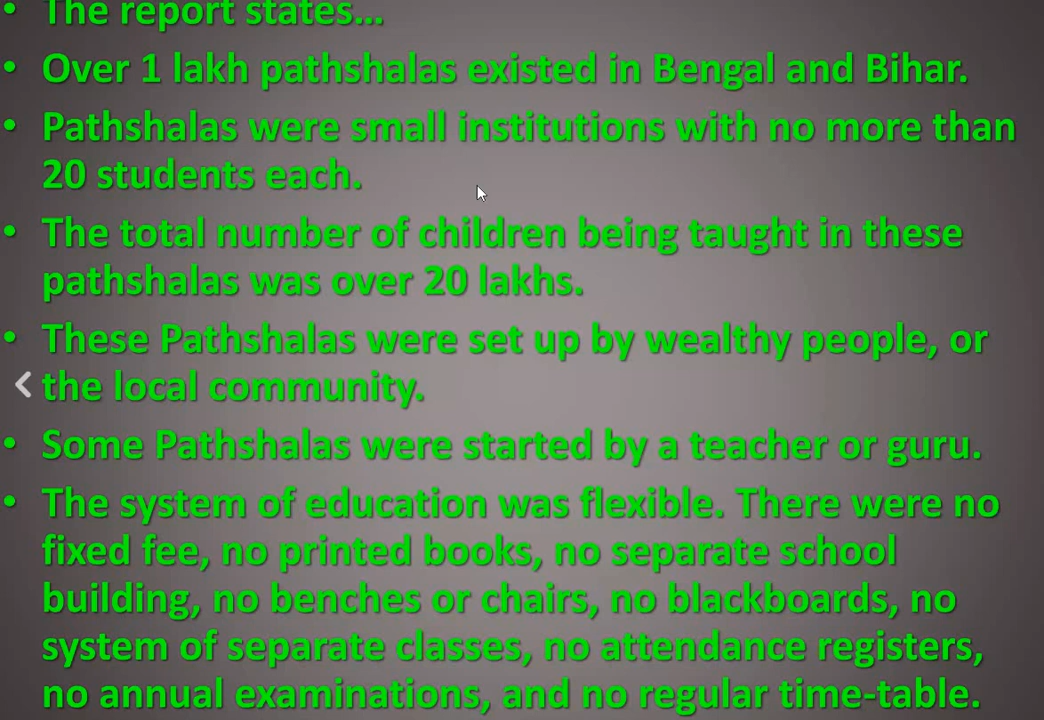 • The report states...
• Over 1 lakh pathshalas existed in Bengal and Bihar.
• Pathshalas were small institutions with no more than
20 students each.
• The total number of children being taught in these
pathshalas was over 20 lakhs.
• These Pathshalas were set up by wealthy people, or
the local community.
• Some Pathshalas were started by a teacher or guru.
• The system of education was flexible. There were no
fixed fee, no printed books, no separate school
building, no benches or chairs, no blackboards, no
system of separate classes, no attendance registers,
no annual examinations, and no regular time-table.